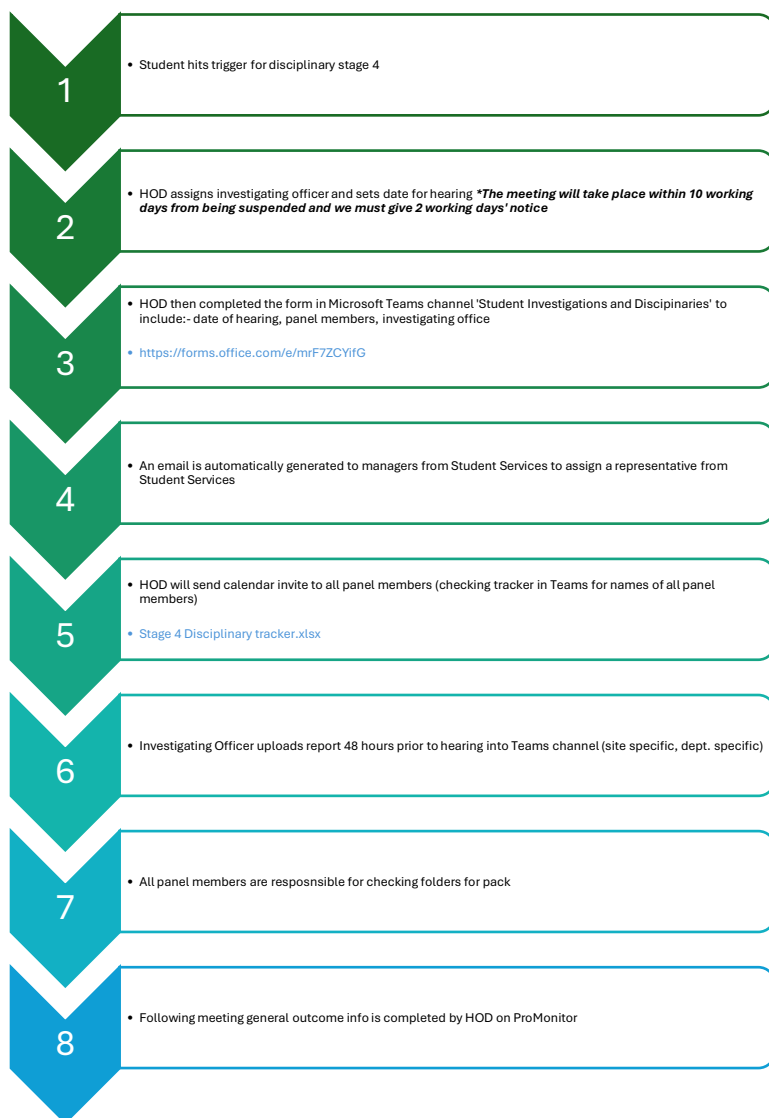 1
• Student hits trigger for disciplinary stage 4
2
• HOD assigns investigating officer and sets date for hearing *The meeting will take place within 10 working
days from being suspended and we must give 2 working days' notice
3
• HOD then completed the form in Microsoft Teams channel 'Student Investigations and Discipinaries' to
include:- date of hearing, panel members, investigating office
• https://forms.office.com/e/mrF7ZCYifG
4
• An email is automatically generated to managers from Student Services to assign a representative from
Student Services
5
• HOD will send calendar invite to all panel members (checking tracker in Teams for names of all panel
members)
• Stage 4 Disciplinary tracker.xlsx
6
• Investigating Officer uploads report 48 hours prior to hearing into Teams channel (site specific, dept. specific)
7
• All panel members are resposnsible for checking folders for pack
8
• Following meeting general outcome info is completed by HOD on ProMonitor